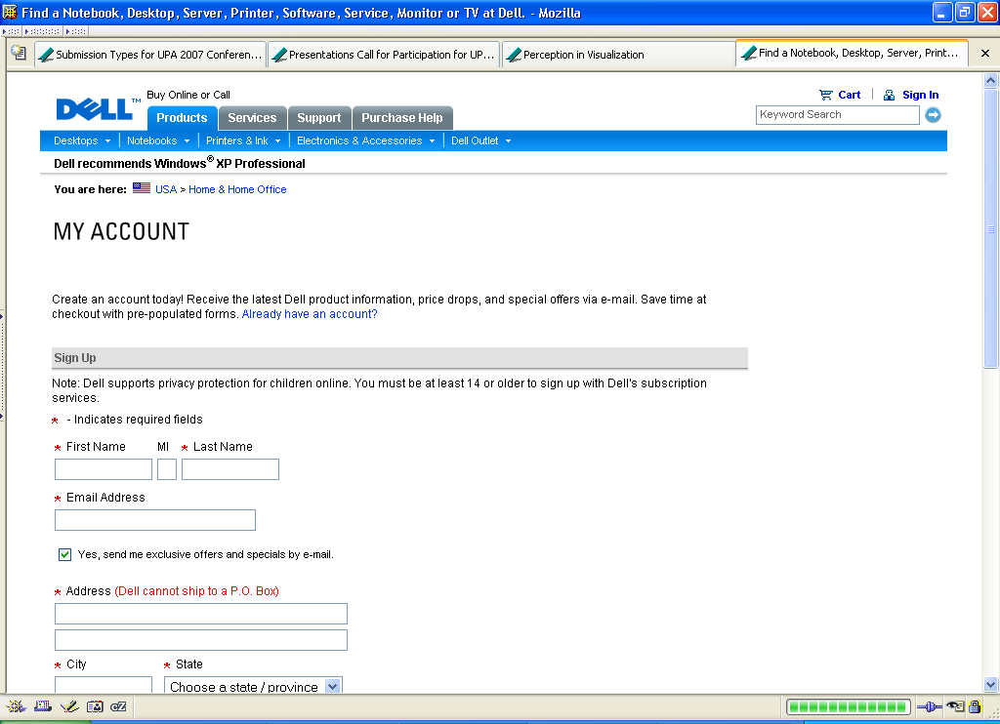 Find a Notebook, Desktop, Server, Printer, Software, Service, Monitor or TV at Dell. - Mozilla
Submission Types for UPA 2007 Conferen...
Presentations Call for Participation for UP...
Perception in Visualization
Find a Notebook, Desktop, Server, Print...
DELL™
Buy Online or Call
Cart
Sign In
Products
Services
Support
Purchase Help
Keyword Search
Desktops
Notebooks
Printers & Ink
Electronics & Accessories
Dell Outlet
Dell recommends Windows® XP Professional
You are here: USA > Home & Home Office
MY ACCOUNT
Create an account today! Receive the latest Dell product information, price drops, and special offers via e-mail. Save time at
checkout with pre-populated forms. Already have an account?
Sign Up
Note: Dell supports privacy protection for children online. You must be at least 14 or older to sign up with Dell's subscription
services.
* - Indicates required fields
* First Name MI * Last Name
* Email Address
Yes, send me exclusive offers and specials by e-mail.
* Address (Dell cannot ship to a P.O. Box)
* City * State
Choose a state / province